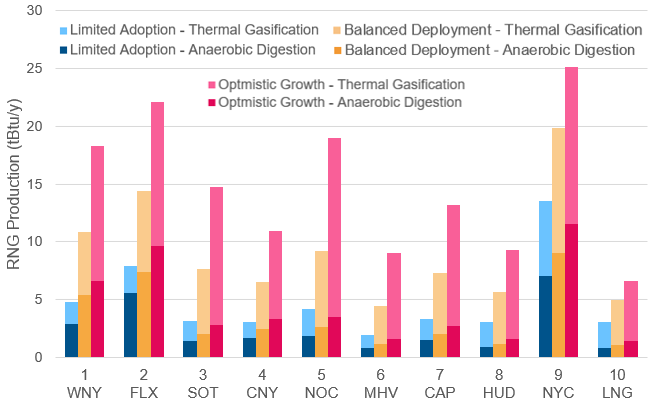 30
Limited Adoption - Thermal Gasification
Balanced Deployment - Thermal Gasification
Limited Adoption - Anaerobic Digestion
Balanced Deployment - Anaerobic Digestion
25
Optmistic Growth - Thermal Gasification
Optmistic Growth - Anaerobic Digestion
20
15
10
5
0
RNG Production (tBtu/y)
1 2 3 4 5 6 7 8 9 10
WNY FLX SOT CNY NOC MHV CAP HUD NYC LNG